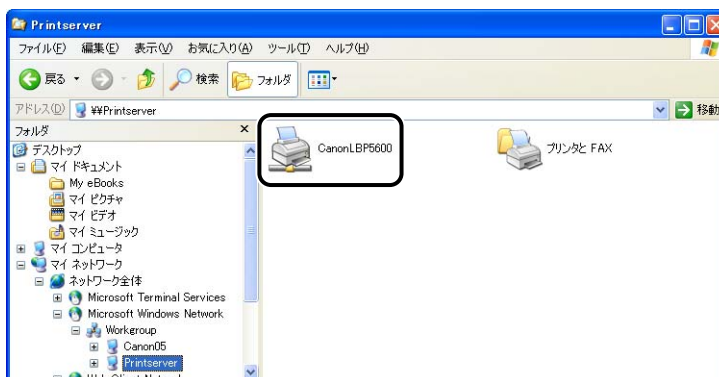 Printserver
ファイル(F) 編集(E) 表示(V) お気に入り(A) ツール(T) ヘルプ(H)
戻る 検索 フォルダ
アドレス(D) ¥¥Printserver 移動
フォルダ ×
デスクトップ
マイ ドキュメント
My eBooks
マイ ピクチャ
マイ ビデオ
マイ ミュージック
マイ コンピュータ
マイ ネットワーク
ネットワーク全体
Microsoft Terminal Services
Microsoft Windows Network
Workgroup
Canon05
Printserver
CanonLBP5600
プリンタと FAX